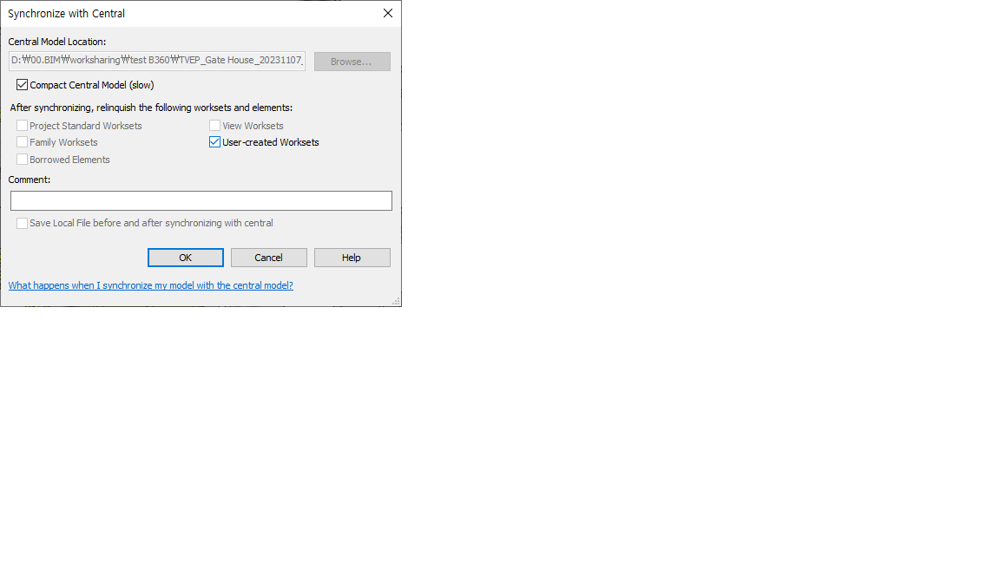 Synchronize with Central
Central Model Location:
D:₩00.BIM₩worksharing₩test B360₩TVEP_Gate House_20231107_
Browse...
Compact Central Model (slow)
After synchronizing, relinquish the following worksets and elements:
Project Standard Worksets
View Worksets
Family Worksets
User-created Worksets
Borrowed Elements
Comment:
Save Local File before and after synchronizing with central
OK
Cancel
Help
What happens when I synchronize my model with the central model?